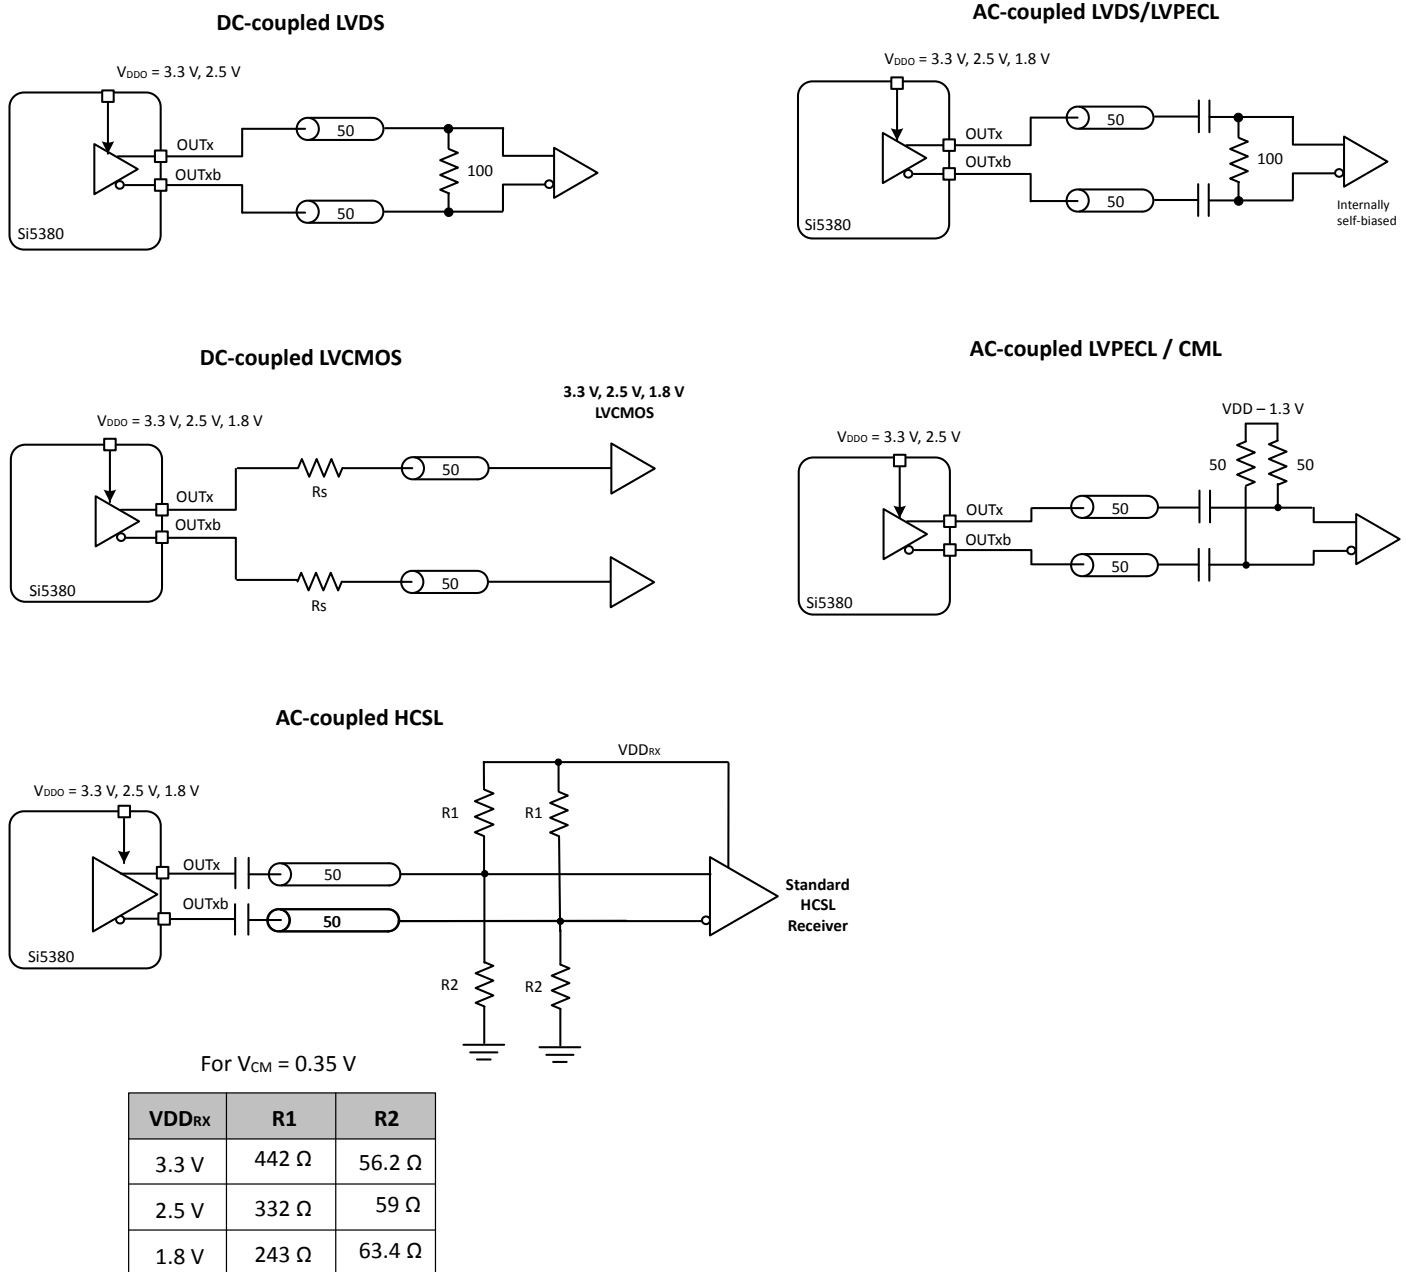 DC-coupled LVDS
VDDO = 3.3 V, 2.5 V
OUTx
OUTxb
50
50
100
Si5380
AC-coupled LVDS/LVPECL
VDDO = 3.3 V, 2.5 V, 1.8 V
OUTx
OUTxb
50
50
100
Internally
self-biased
Si5380
DC-coupled LVCMOS
3.3 V, 2.5 V, 1.8 V
LVCMOS
VDDO = 3.3 V, 2.5 V, 1.8 V
OUTx
OUTxb
Rs
50
Rs
50
Si5380
AC-coupled LVPECL / CML
VDD – 1.3 V
VDDO = 3.3 V, 2.5 V
50
50
OUTx
OUTxb
50
50
Si5380
AC-coupled HCSL
VDDRX
VDDO = 3.3 V, 2.5 V, 1.8 V
R1
R1
OUTx
50
OUTxb
50
Standard
HCSL
Receiver
Si5380
R2
R2
For VCM = 0.35 V
VDDRX R1 R2
3.3 V 442 Ω 56.2 Ω
2.5 V 332 Ω 59 Ω
1.8 V 243 Ω 63.4 Ω